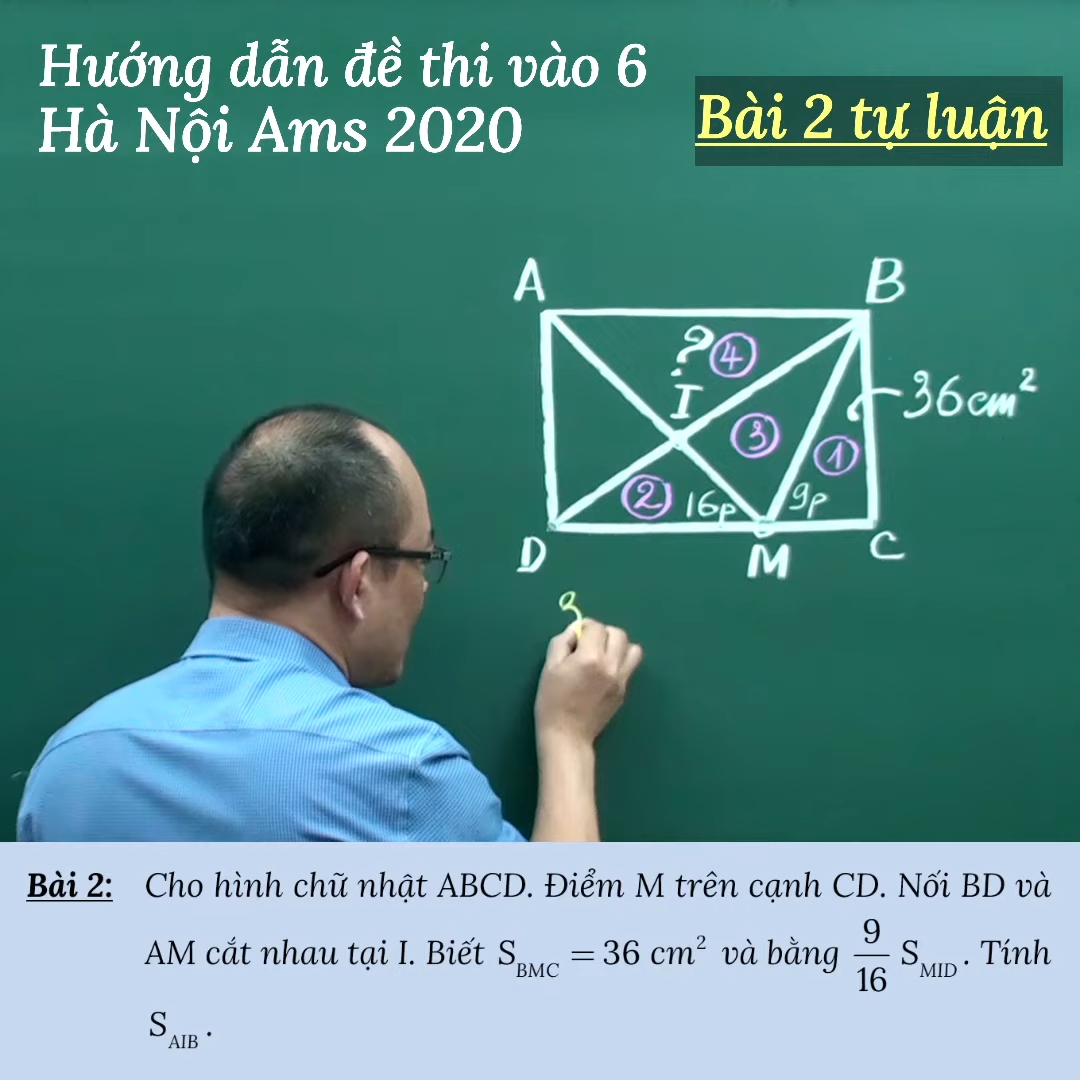 Hướng dẫn đề thi vào 6
Hà Nội Ams 2020
Bài 2 tự luận
A
B
? 4
I
36cm²
3
1
2
16p
9p
D
M
C
Bài 2: Cho hình chữ nhật ABCD. Điểm M trên cạnh CD. Nối BD và
AM cắt nhau tại I. Biết S_BMC = 36 cm² và bằng 9/16 S_MID. Tính
S_AIB.